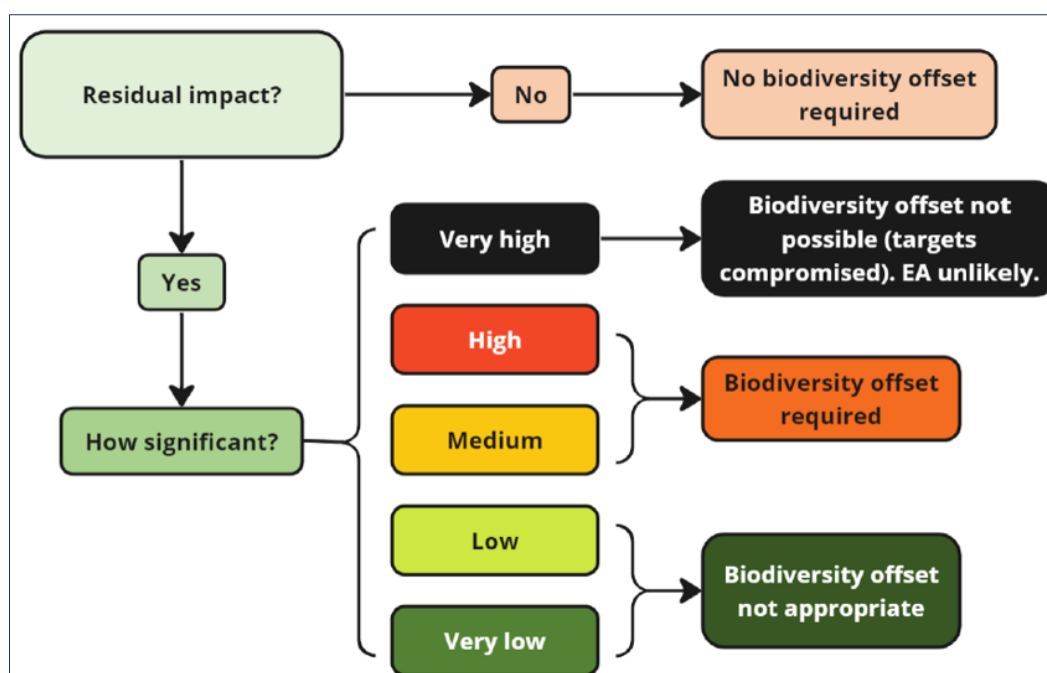 Residual impact?
No
No biodiversity offset
required
Yes
How significant?
Very high
Biodiversity offset not
possible (targets
compromised). EA unlikely.
High
Medium
Biodiversity offset
required
Low
Very low
Biodiversity offset
not appropriate